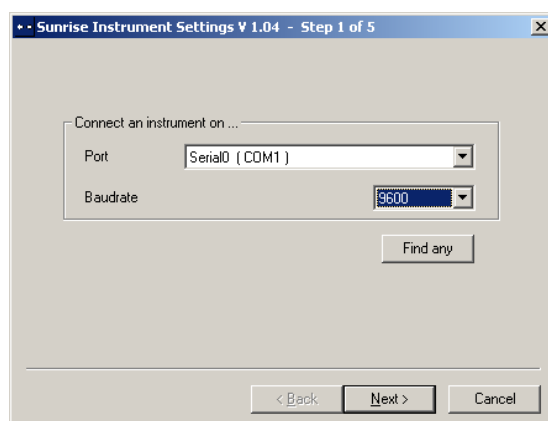 Sunrise Instrument Settings V 1.04 - Step 1 of 5
Connect an instrument on ...
Port Serial0 ( COM1 )
Baudrate 9600
Find any
< Back Next > Cancel